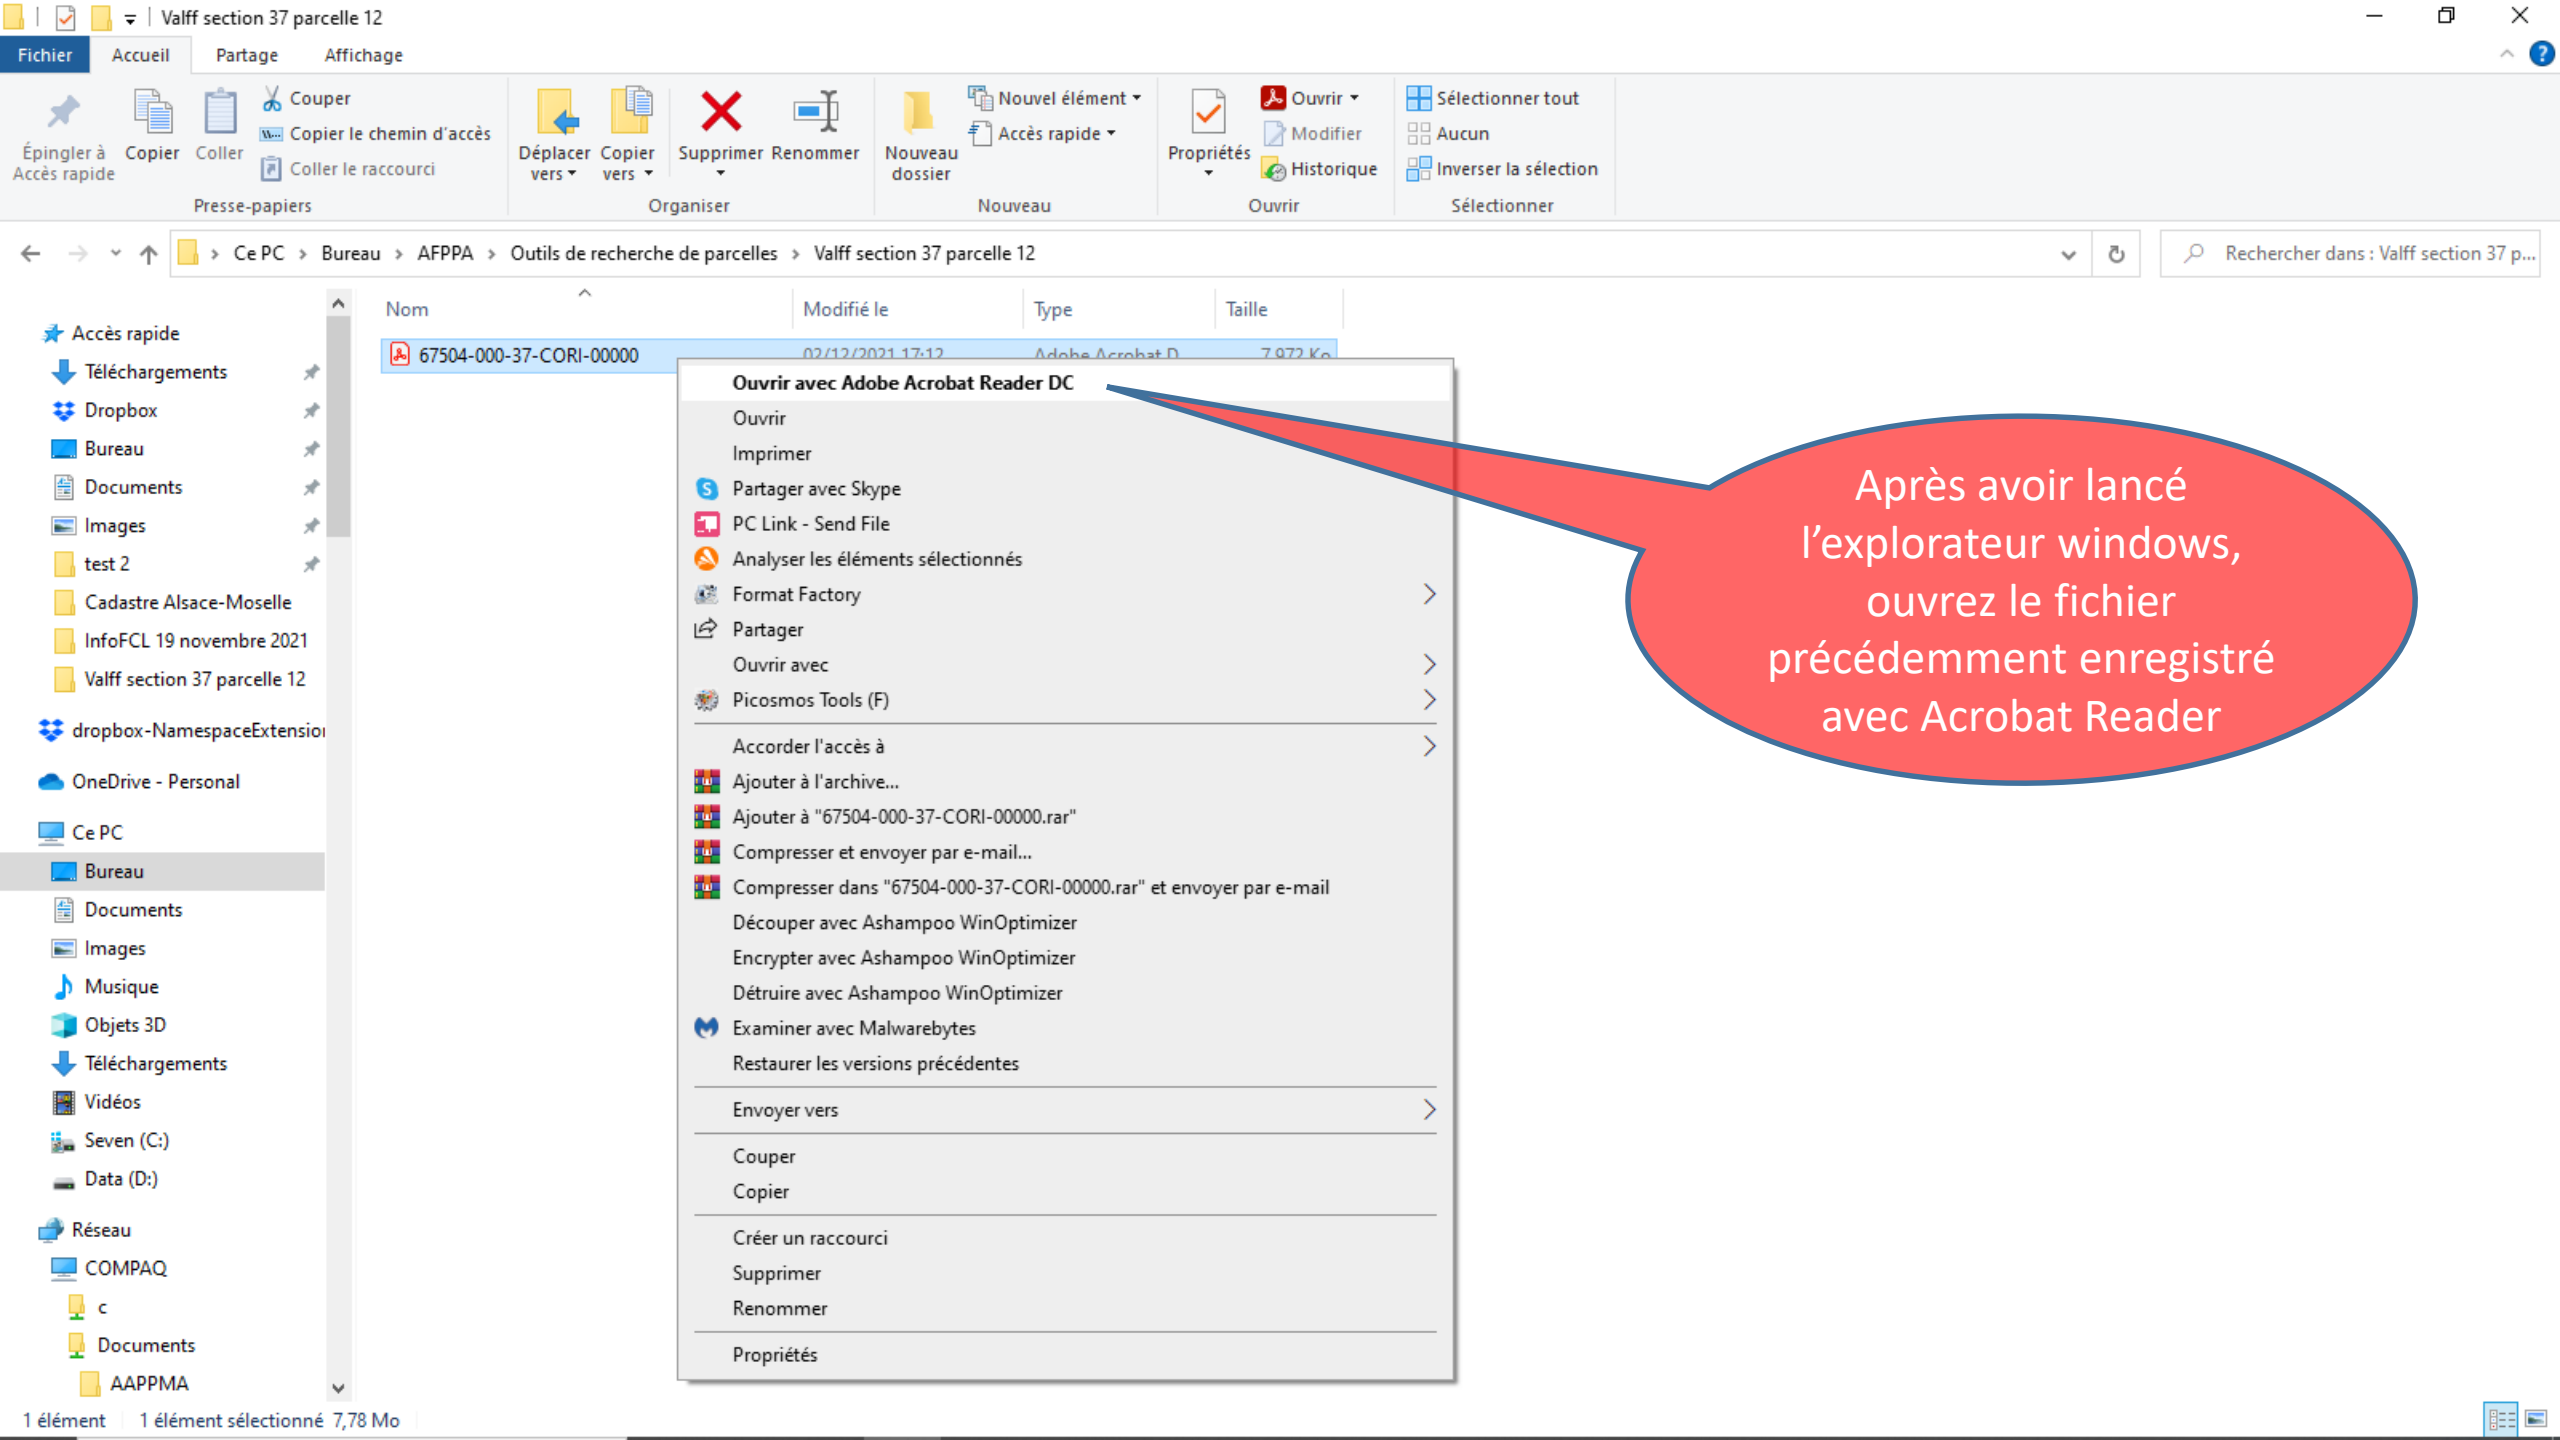 Valff section 37 parcelle 12
Fichier Accueil Partage Affichage
Épingler à Accès rapide
Copier
Coller
Couper
Copier le chemin d'accès
Coller le raccourci
Presse-papiers
Déplacer vers
Copier vers
Supprimer
Renommer
Organiser
Nouveau dossier
Nouvel élément
Accès rapide
Nouveau
Propriétés
Ouvrir
Modifier
Historique
Ouvrir
Sélectionner tout
Aucun
Inverser la sélection
Sélectionner
Ce PC > Bureau > AFPPA > Outils de recherche de parcelles > Valff section 37 parcelle 12
Rechercher dans : Valff section 37 p...
Accès rapide
Téléchargements
Dropbox
Bureau
Documents
Images
test 2
Cadastre Alsace-Moselle
InfoFCL 19 novembre 2021
Valff section 37 parcelle 12
dropbox-NamespaceExtension
OneDrive - Personal
Ce PC
Bureau
Documents
Images
Musique
Objets 3D
Téléchargements
Vidéos
Seven (C:)
Data (D:)
Réseau
COMPAQ
c
Documents
AAPPMA
Nom Modifié le Type Taille
67504-000-37-CORI-00000 02/12/2021 17:12 Adobe Acrobat D... 7 972 Ko
Ouvrir avec Adobe Acrobat Reader DC
Ouvrir
Imprimer
Partager avec Skype
PC Link - Send File
Analyser les éléments sélectionnés
Format Factory
Partager
Ouvrir avec
Picosmos Tools (F)
Accorder l'accès à
Ajouter à l'archive...
Ajouter à "67504-000-37-CORI-00000.rar"
Compresser et envoyer par e-mail...
Compresser dans "67504-000-37-CORI-00000.rar" et envoyer par e-mail
Découper avec Ashampoo WinOptimizer
Encrypter avec Ashampoo WinOptimizer
Détruire avec Ashampoo WinOptimizer
Examiner avec Malwarebytes
Restaurer les versions précédentes
Envoyer vers
Couper
Copier
Créer un raccourci
Supprimer
Renommer
Propriétés
Après avoir lancé
l'explorateur windows,
ouvrez le fichier
précédemment enregistré
avec Acrobat Reader
1 élément 1 élément sélectionné 7,78 Mo